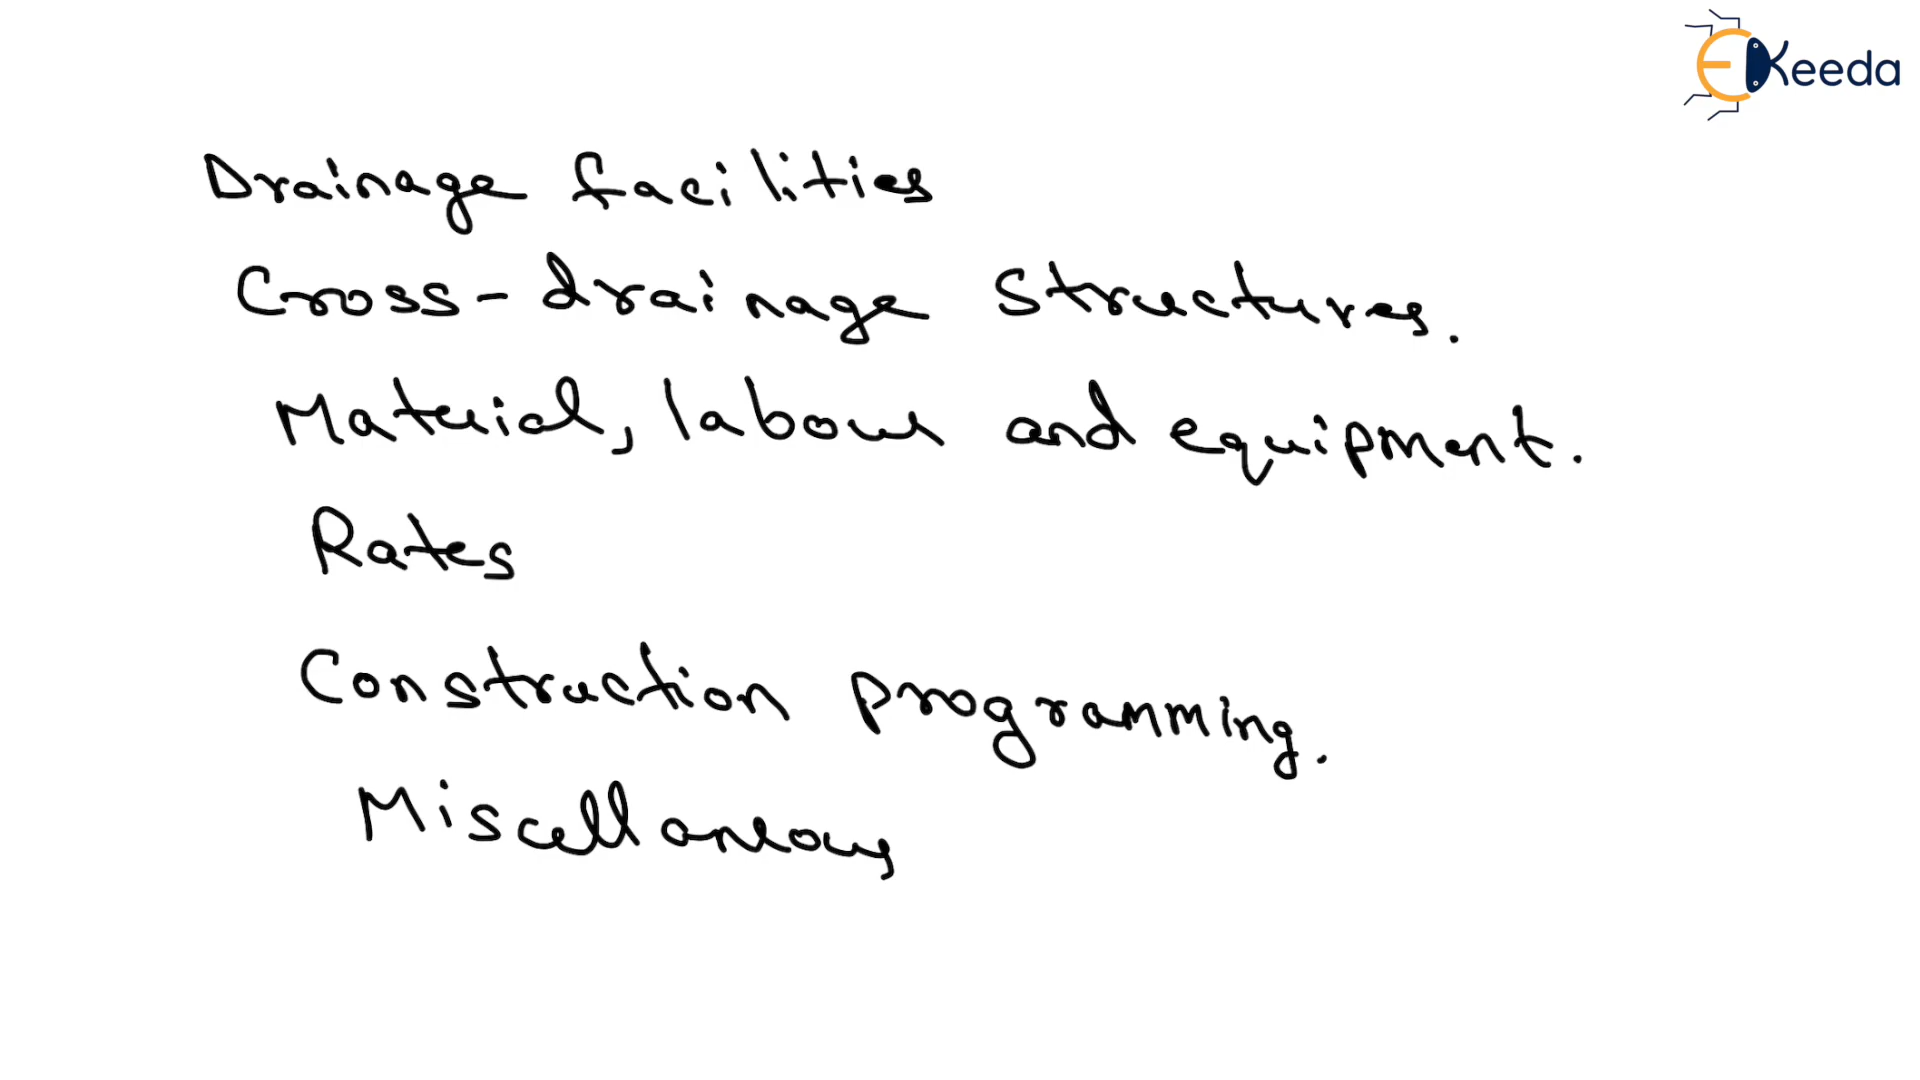 EKeeda
Drainage facilities
Cross-drainage structures.
Material, labour and equipment.
Rates
Construction programming.
Miscellaneous